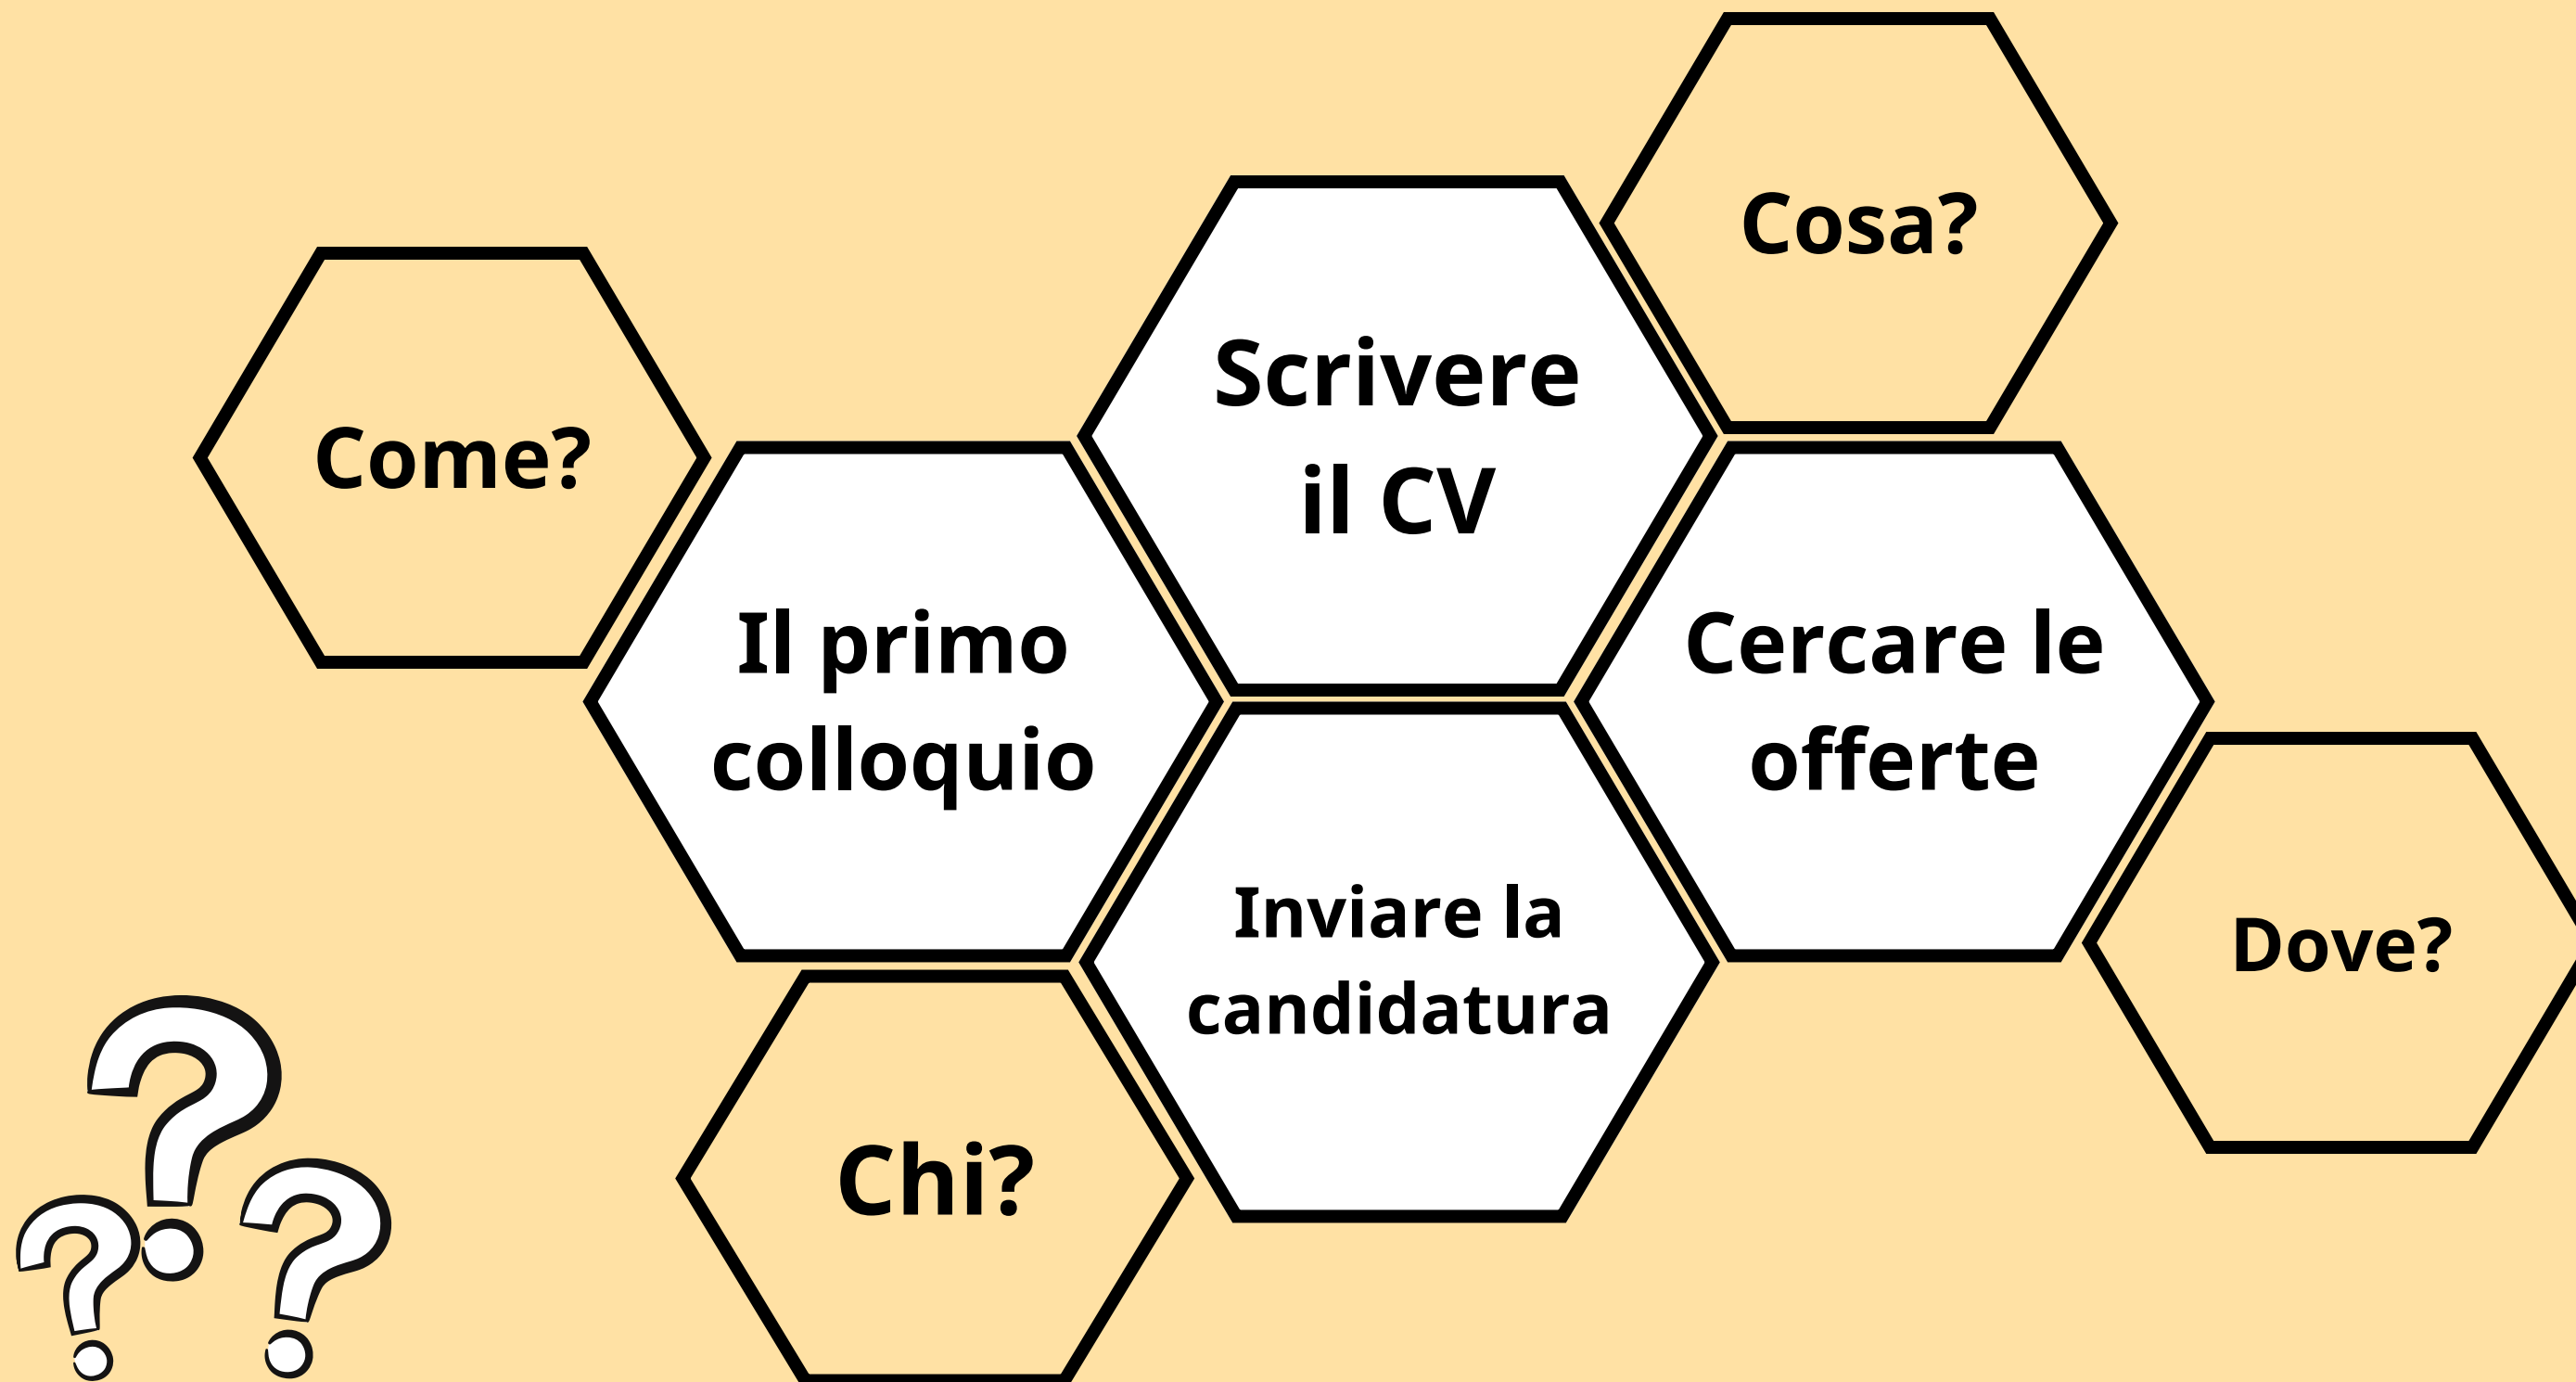 Cosa?
Scrivere
il CV
Come?
Il primo
colloquio
Cercare le
offerte
Inviare la
candidatura
Dove?
Chi?